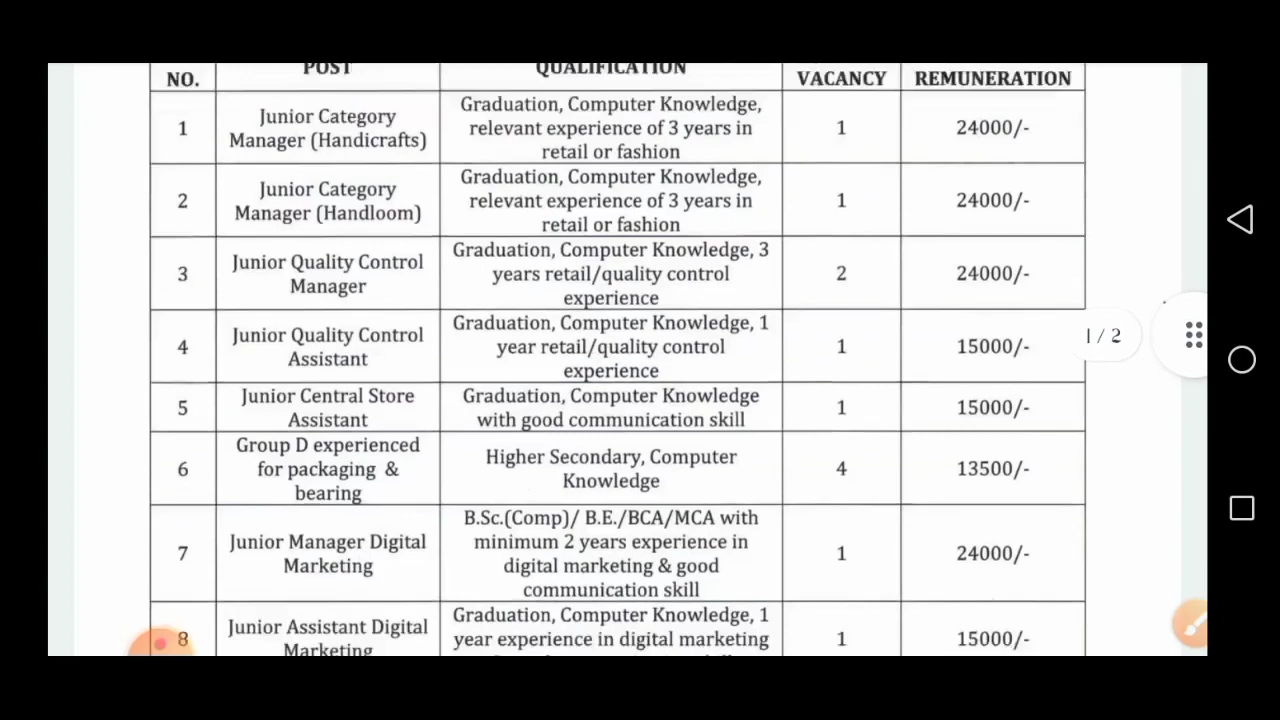 NO. POST QUALIFICATION VACANCY REMUNERATION
1 Junior Category Manager (Handicrafts) Graduation, Computer Knowledge, relevant experience of 3 years in retail or fashion 1 24000/-
2 Junior Category Manager (Handloom) Graduation, Computer Knowledge, relevant experience of 3 years in retail or fashion 1 24000/-
3 Junior Quality Control Manager Graduation, Computer Knowledge, 3 years retail/quality control experience 2 24000/-
4 Junior Quality Control Assistant Graduation, Computer Knowledge, 1 year retail/quality control experience 1 15000/-
1 / 2
5 Junior Central Store Assistant Graduation, Computer Knowledge with good communication skill 1 15000/-
6 Group D experienced for packaging & bearing Higher Secondary, Computer Knowledge 4 13500/-
7 Junior Manager Digital Marketing B.Sc.(Comp)/ B.E./BCA/MCA with minimum 2 years experience in digital marketing & good communication skill 1 24000/-
8 Junior Assistant Digital Marketing Graduation, Computer Knowledge, 1 year experience in digital marketing 1 15000/-